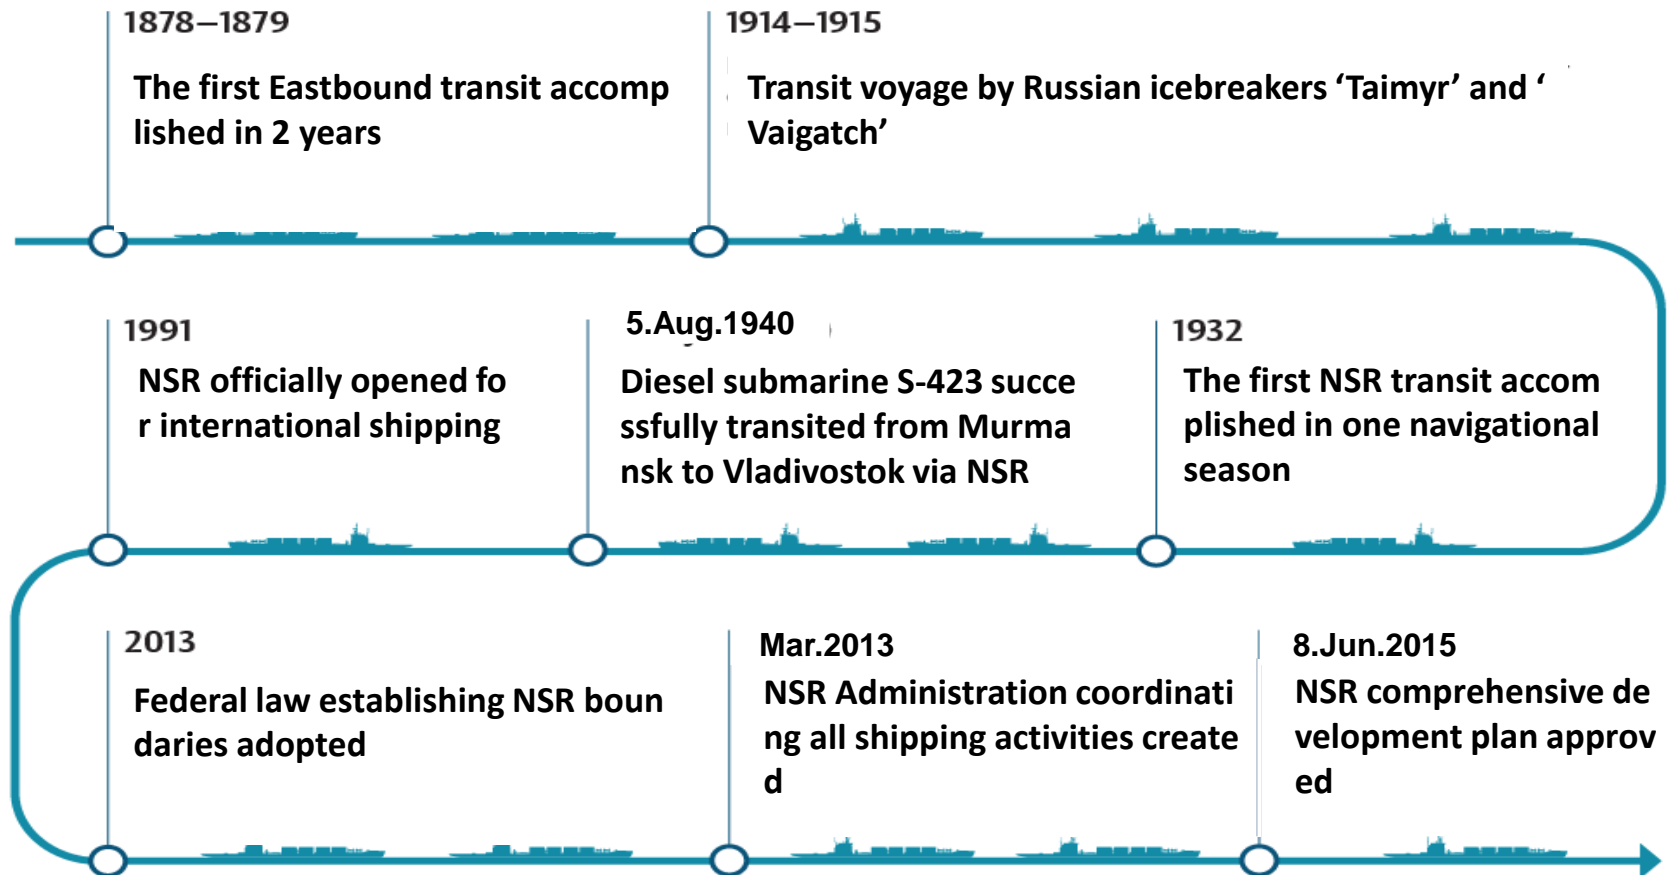 1878–1879
The first Eastbound transit accomp
lished in 2 years
1914–1915
Transit voyage by Russian icebreakers ‘Taimyr’ and ‘
Vaigatch’
1991
NSR officially opened fo
r international shipping
5.Aug.1940
Diesel submarine S-423 succe
ssfully transited from Murma
nsk to Vladivostok via NSR
1932
The first NSR transit accom
plished in one navigational
season
2013
Federal law establishing NSR boun
daries adopted
Mar.2013
NSR Administration coordinati
ng all shipping activities create
d
8.Jun.2015
NSR comprehensive de
velopment plan approv
ed